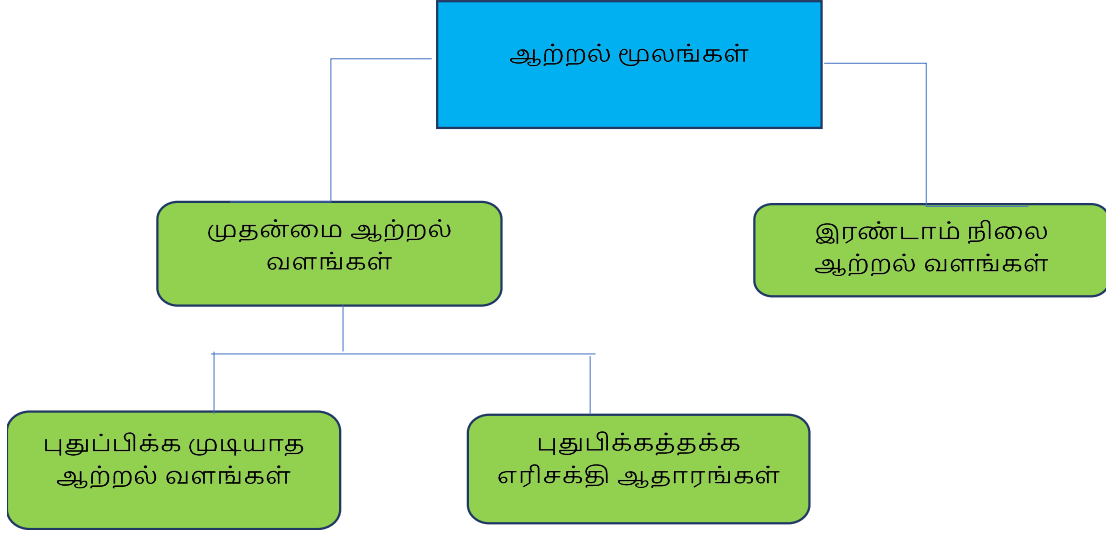 ஆற்றல் மூலங்கள்
முதன்மை ஆற்றல்
வளங்கள்
இரண்டாம் நிலை
ஆற்றல் வளங்கள்
புதுப்பிக்க முடியாத
ஆற்றல் வளங்கள்
புதுபிக்கத்தக்க
எரிசக்தி ஆதாரங்கள்